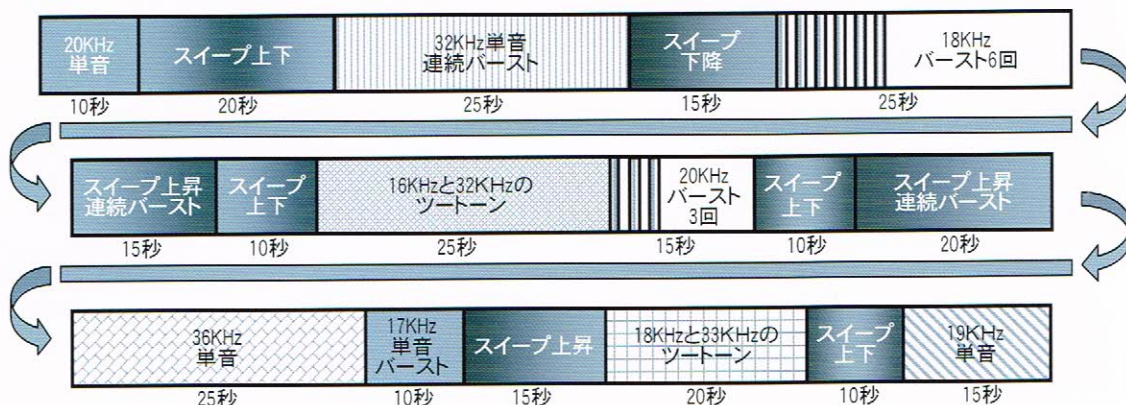 20KHz
単音
スイープ上下
32KHz単音
連続バースト
スイープ
下降
18KHz
バースト6回
10秒
20秒
25秒
15秒
25秒
スイープ上昇
連続バースト
スイープ
上下
16KHzと32KHzの
ツートーン
20KHz
バースト
3回
スイープ
上下
スイープ上昇
連続バースト
15秒
10秒
25秒
15秒
10秒
20秒
36KHz
単音
17KHz
単音
バースト
スイープ上昇
18KHzと33KHzの
ツートーン
スイープ
上下
19KHz
単音
25秒
10秒
15秒
20秒
10秒
15秒